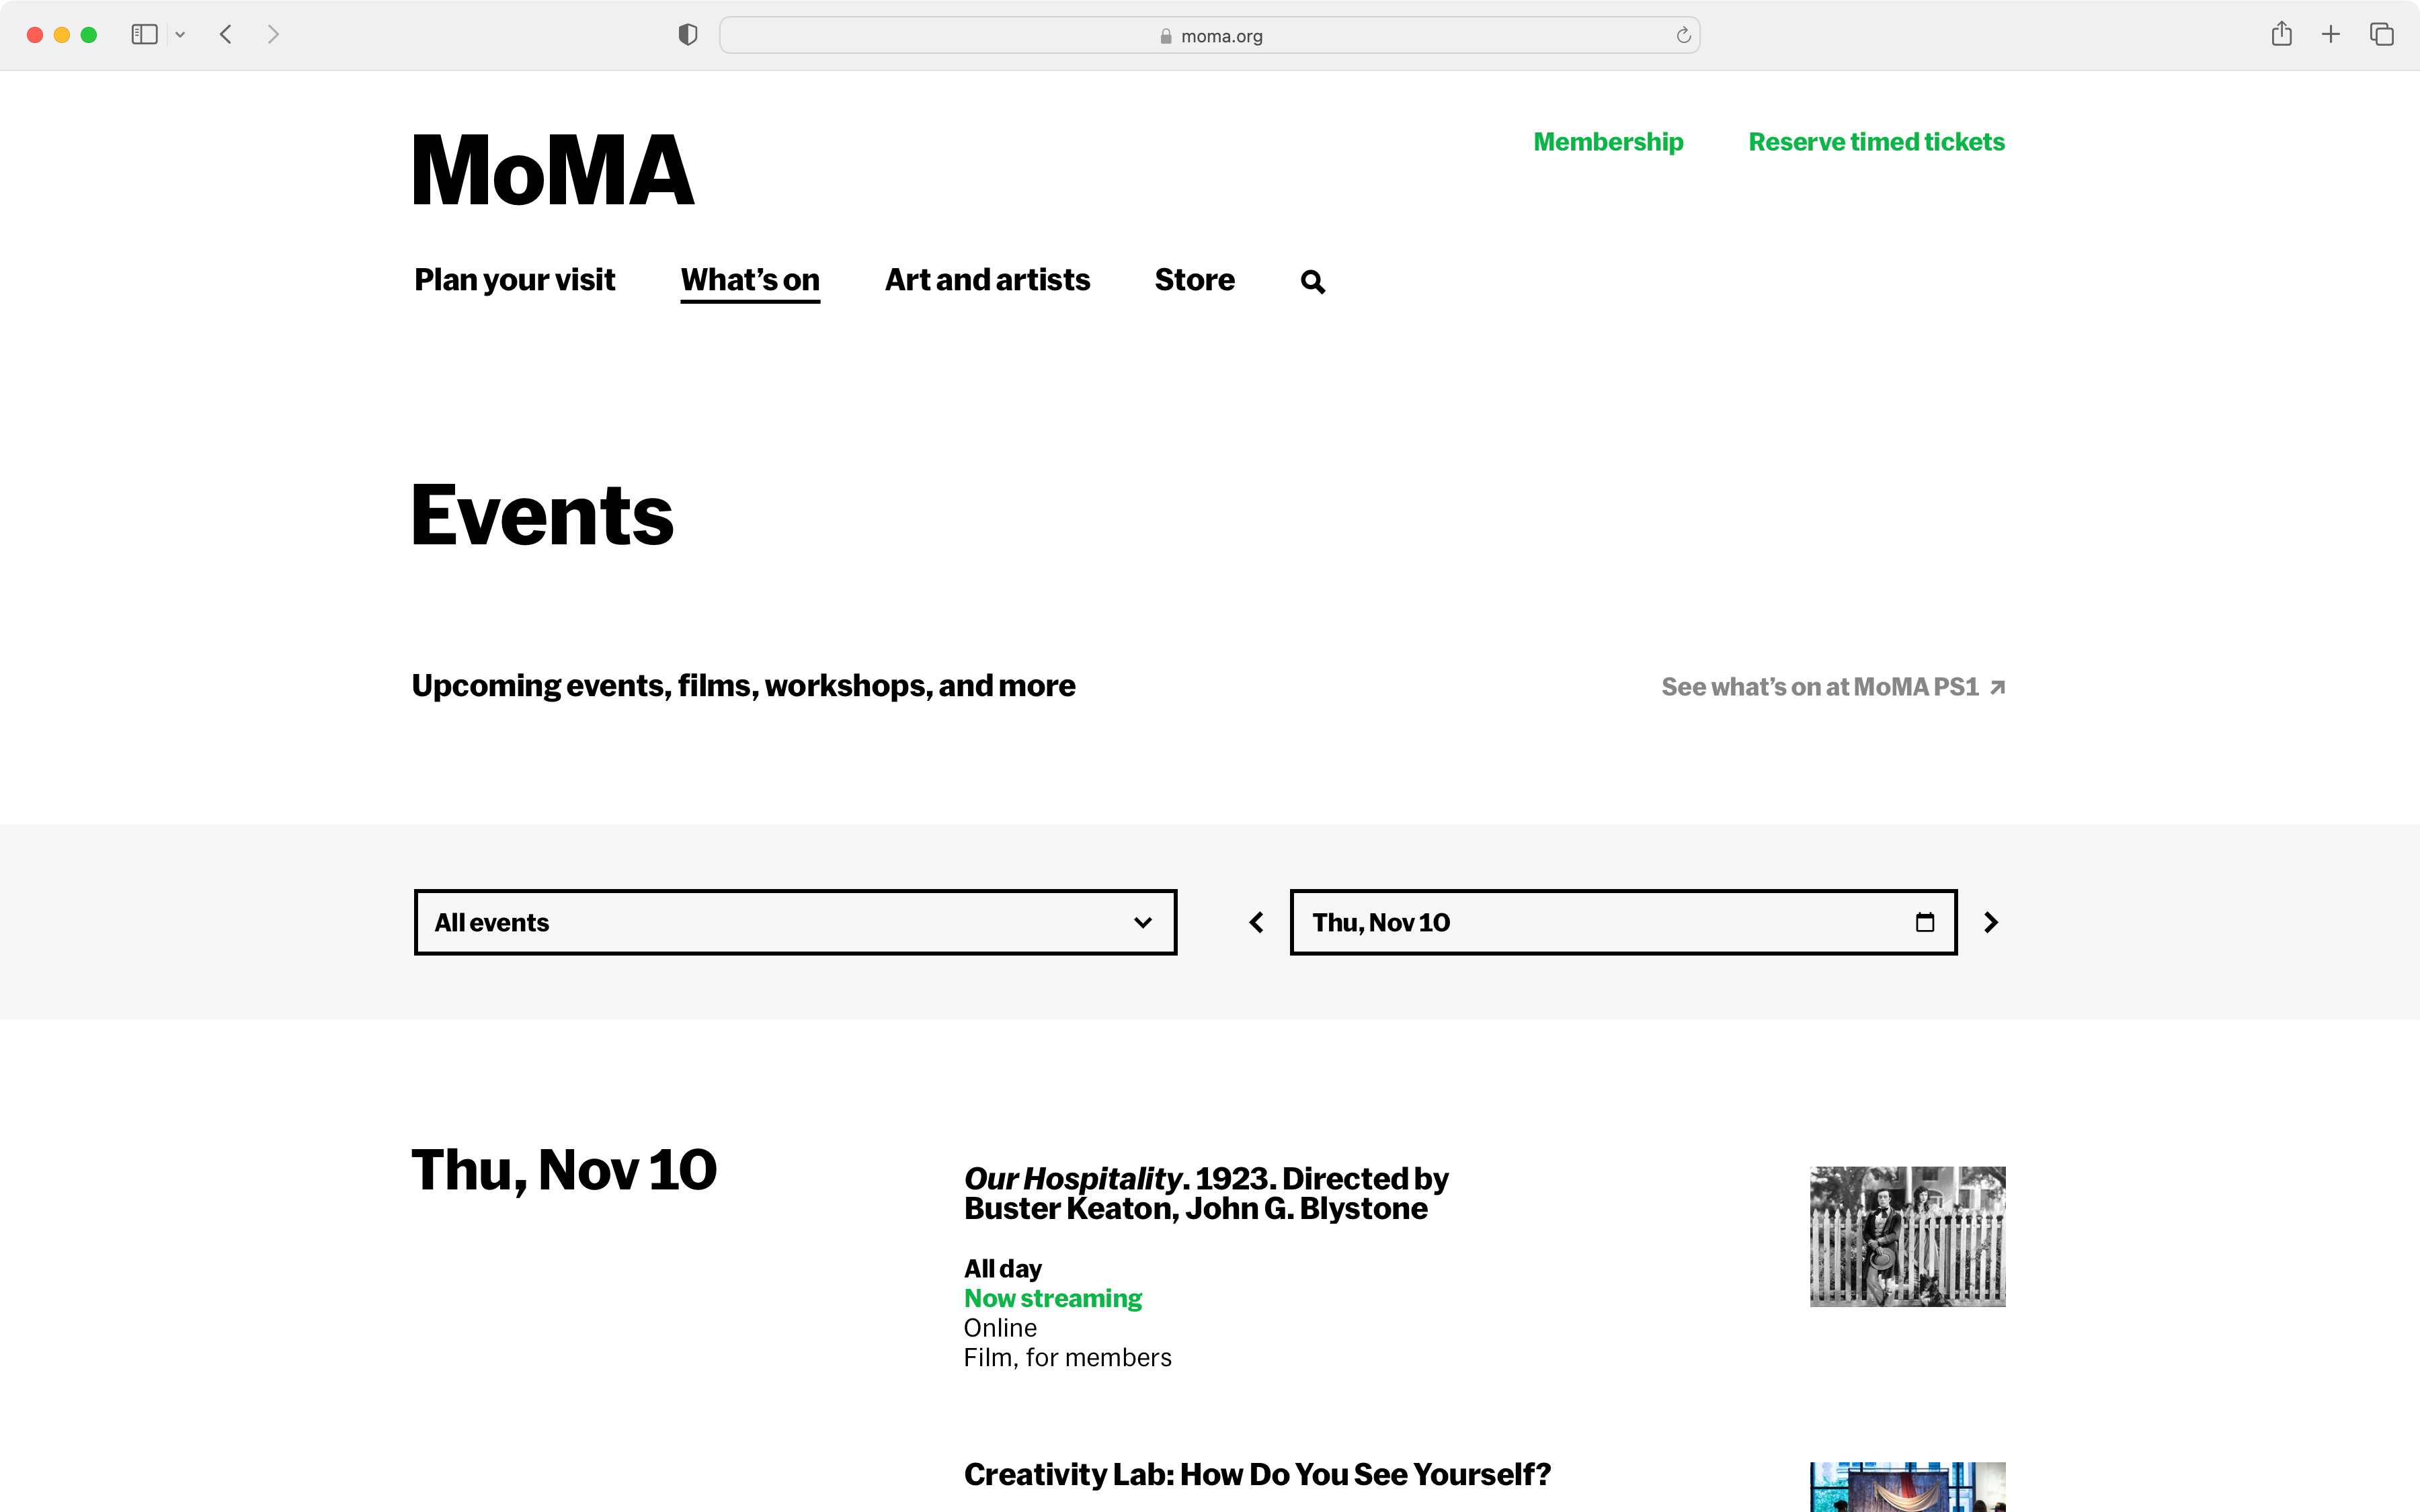 moma.org
MoMA
Membership
Reserve timed tickets
Plan your visit
What’s on
Art and artists
Store
Events
Upcoming events, films, workshops, and more
See what’s on at MoMA PS1
All events
Thu, Nov 10
Thu, Nov 10
Our Hospitality. 1923. Directed by
Buster Keaton, John G. Blystone
All day
Now streaming
Online
Film, for members
Creativity Lab: How Do You See Yourself?